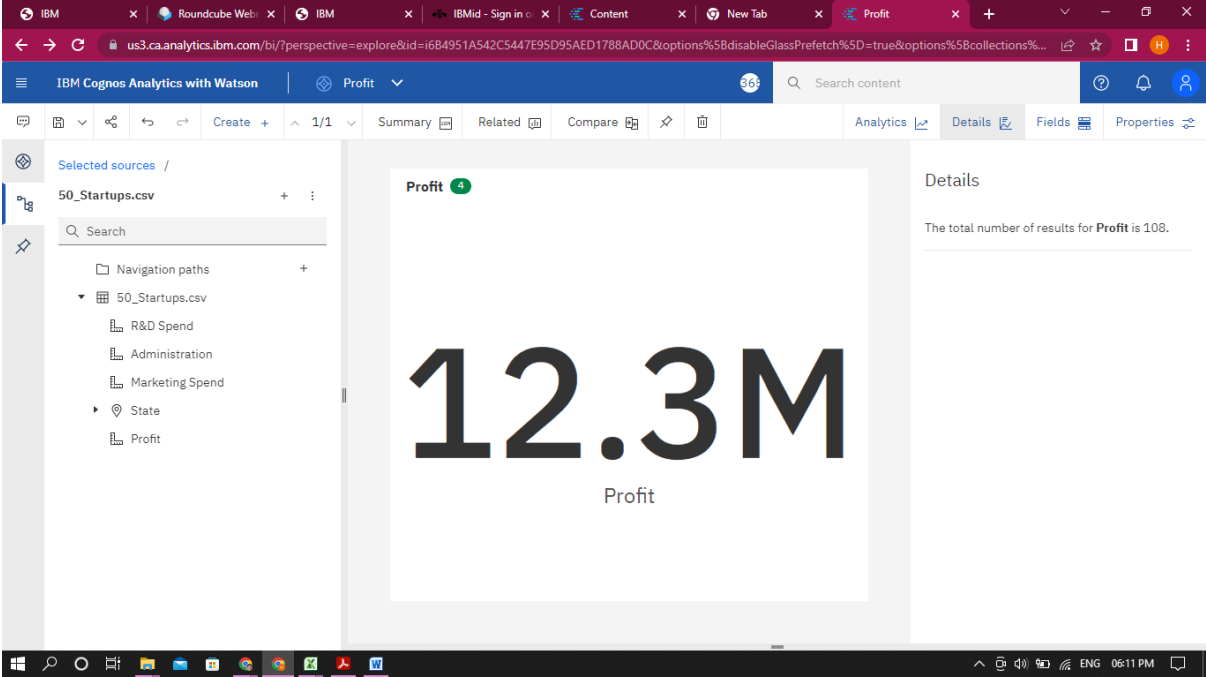 IBM
Roundcube Webr
IBM
IBMid - Sign in o
Content
New Tab
Profit
us3.ca.analytics.ibm.com/bi/?perspective=explore&id=i6B4951A542C5447E95D95AED1788AD0C&options%5BdisableGlassPrefetch%5D=true&options%5Bcollections%...
H
IBM Cognos Analytics with Watson
Profit
365
Search content
Create +
1/1
Summary
Related
Compare
Analytics
Details
Fields
Properties
Selected sources /
50_Startups.csv
Search
Navigation paths
50_Startups.csv
R&D Spend
Administration
Marketing Spend
State
Profit
Profit 4
12.3M
Profit
Details
The total number of results for Profit is 108.
ENG 06:11 PM